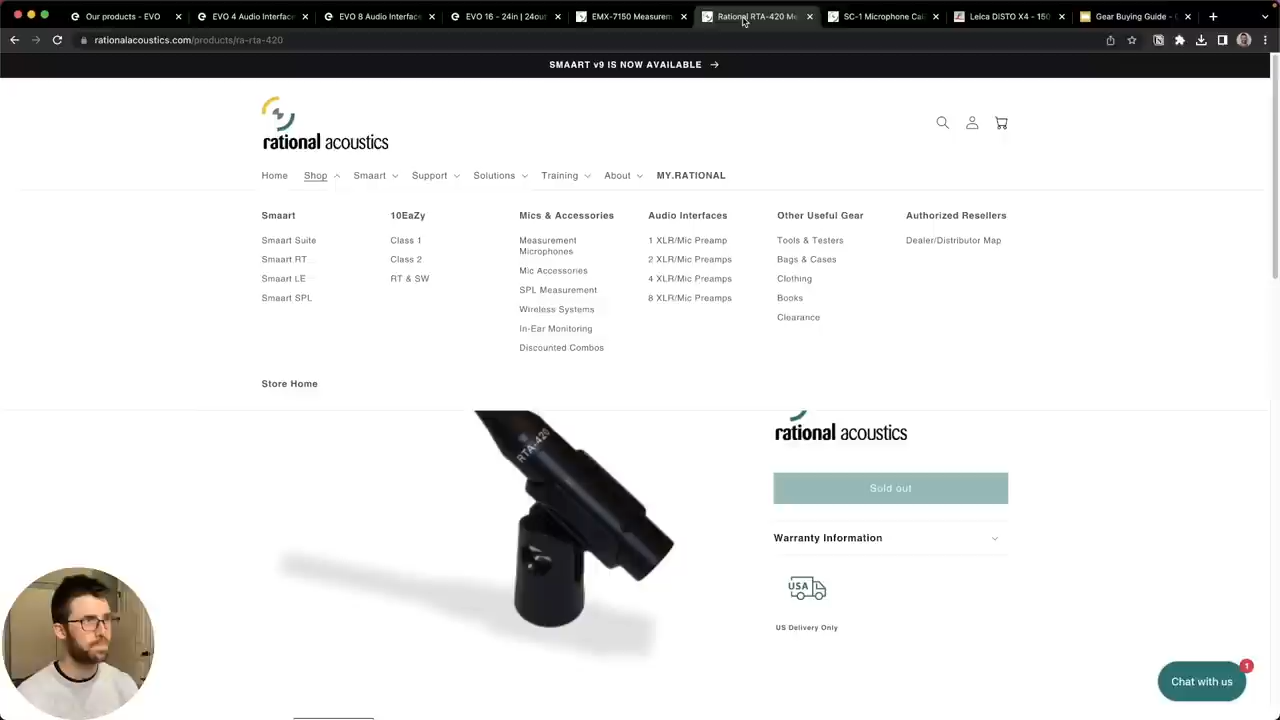 #1 Products - EVO
EVO 4 Audio Interfac
EVO 8 Audio Interfac
EVO 16 - 24in | 24out
EMX-7150 Measurem
Rational RTA-420 Me
SC-1 Microphone Cal
Leica DISTO X4 - 150
Gear Buying Guide -
rationalacoustics.com/products/ra-rta-420
SMAART v9 IS NOW AVAILABLE →
rational acoustics
Home Shop Smaart Support Solutions Training About MY.RATIONAL
Smaart
Smaart Suite
Smaart RT
Smaart LE
Smaart SPL
10EaZy
Class 1
Class 2
RT & SW
Mics & Accessories
Measurement
Microphones
Mic Accessories
SPL Measurement
Wireless Systems
In-Ear Monitoring
Discounted Combos
Audio Interfaces
1 XLR/Mic Preamp
2 XLR/Mic Preamps
4 XLR/Mic Preamps
8 XLR/Mic Preamps
Other Useful Gear
Tools & Testers
Bags & Cases
Clothing
Books
Clearance
Authorized Resellers
Dealer/Distributor Map
Store Home
RTA-420
rational acoustics
Sold out
Warranty Information
USA
US Delivery Only
Chat with us
1